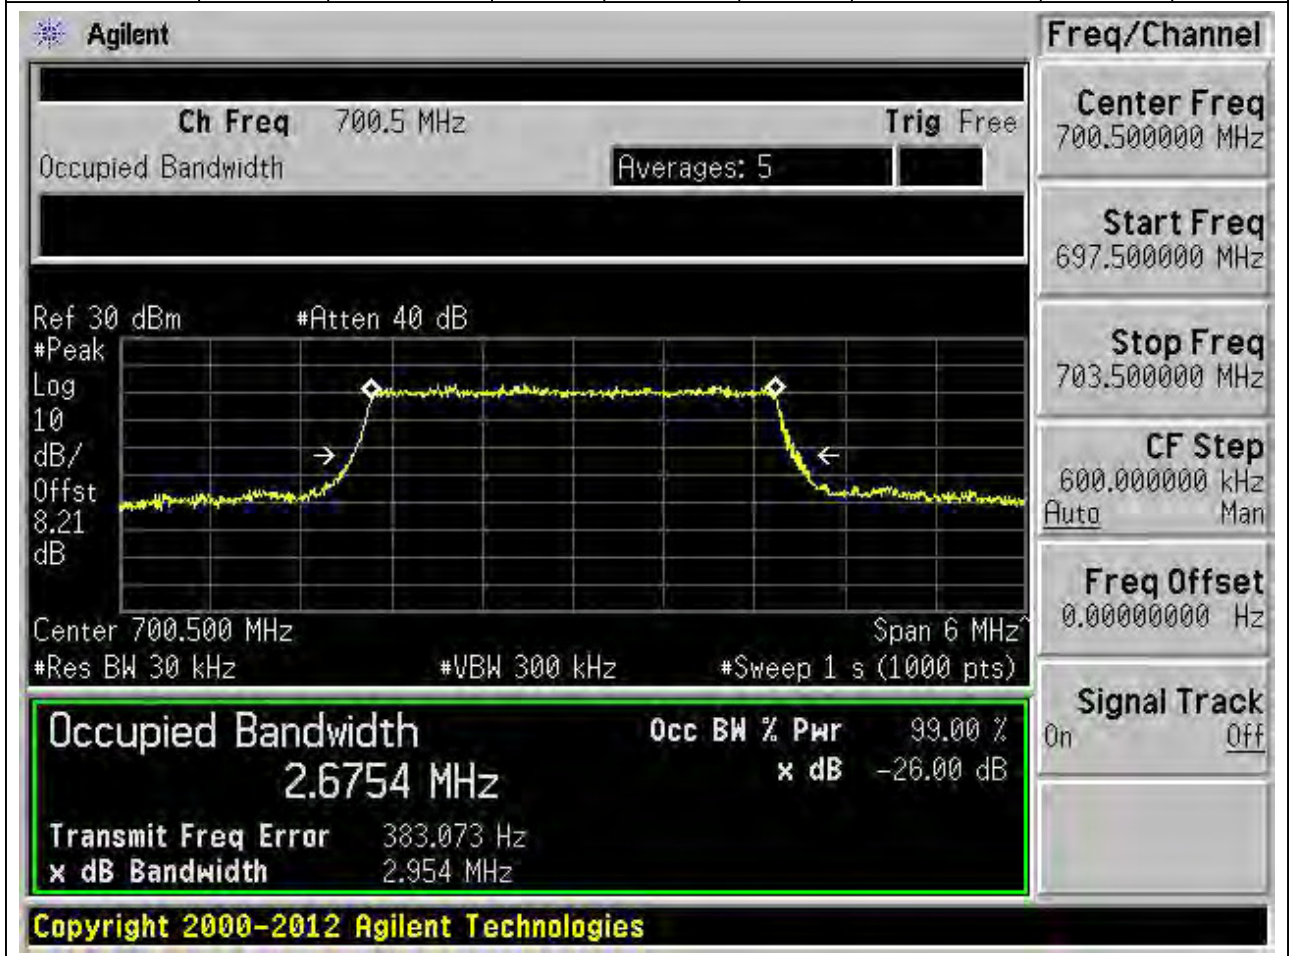 Agilent
Ch Freq 700.5 MHz Trig Free
Occupied Bandwidth Averages: 5
Ref 30 dBm #Atten 40 dB
#Peak
Log
10
dB/
Offst
8.21
dB
Center 700.500 MHz Span 6 MHz^
#Res BW 30 kHz #VBW 300 kHz #Sweep 1 s (1000 pts)
Occupied Bandwidth Occ BW % Pwr 99.00 %
2.6754 MHz x dB -26.00 dB
Transmit Freq Error 383.073 Hz
x dB Bandwidth 2.954 MHz
Copyright 2000-2012 Agilent Technologies
Freq/Channel
Center Freq
700.500000 MHz
Start Freq
697.500000 MHz
Stop Freq
703.500000 MHz
CF Step
600.000000 kHz
Auto Man
Freq Offset
0.00000000 Hz
Signal Track
On Off